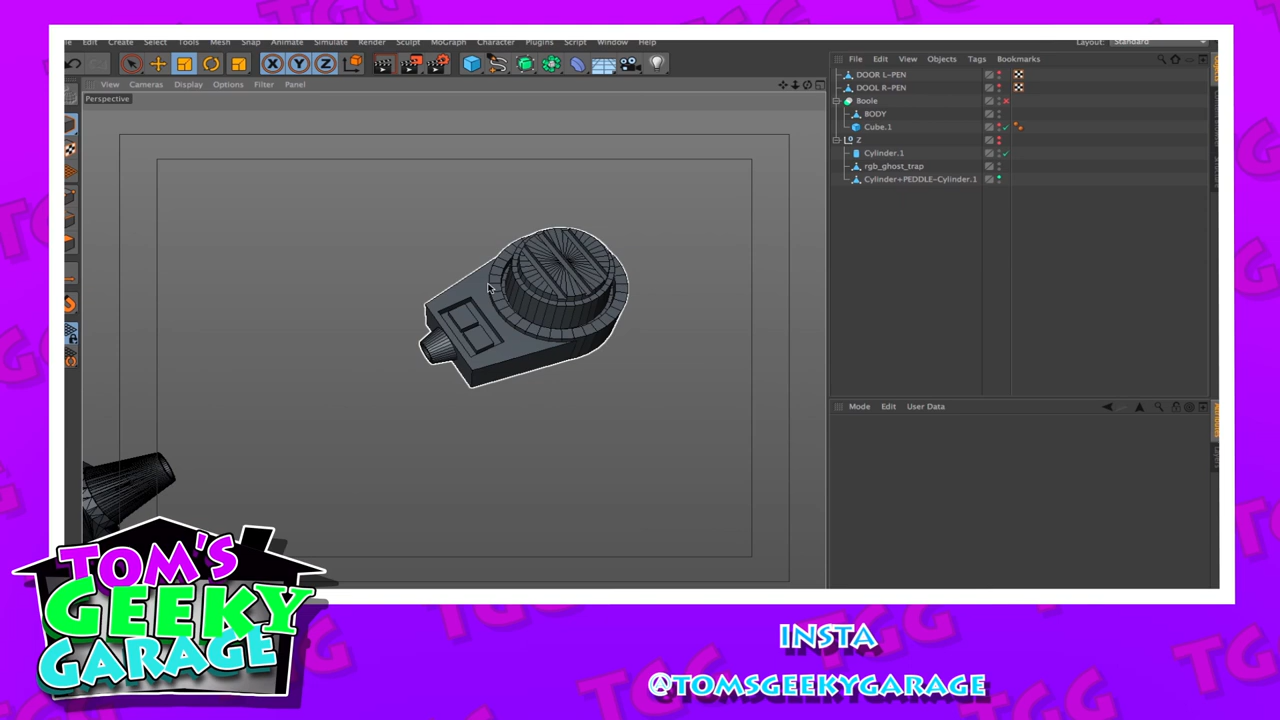 Edit Create Select Tools Mesh Snap Animate Simulate Render Sculpt MoGraph Character Plugins Script Window Help
Layout: Standard
View Cameras Display Options Filter Panel
Perspective
File Edit View Objects Tags Bookmarks
DOOR L-PEN
DOOL R-PEN
Boole
BODY
Cube.1
Z
Cylinder.1
rgb_ghost_trap
Cylinder+PEDDLE-Cylinder.1
Mode Edit User Data
X Y Z
TOM'S
GEEKY
GARAGE
INSTA
@TOMSGEEKYGARAGE
TGG